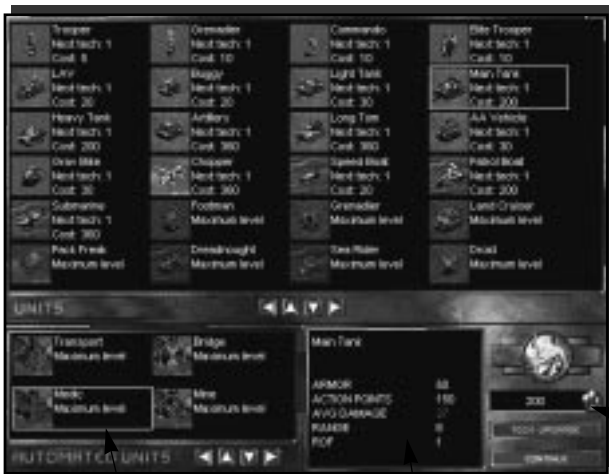 Trooper
Next tech: 1
Cost: 5
Grenadier
Next tech: 1
Cost: 10
Commando
Next tech: 1
Cost: 10
Elite Trooper
Next tech: 1
Cost: 10
LAV
Next tech: 1
Cost: 20
Buggy
Next tech: 1
Cost: 20
Light Tank
Next tech: 1
Cost: 30
Main Tank
Next tech: 1
Cost: 200
Heavy Tank
Next tech: 1
Cost: 200
Artillery
Next tech: 1
Cost: 360
Long Tom
Next tech: 1
Cost: 360
AA Vehicle
Next tech: 1
Cost: 30
Bike
Next tech: 1
Cost: 30
Chopper
Next tech: 1
Cost: 360
Speed Boat
Next tech: 1
Cost: 20
Patrol Boat
Next tech: 1
Cost: 200
Submarine
Next tech: 1
Cost: 360
Footman
Maximum level
Grenadier
Maximum level
Land Cruiser
Maximum level
Maximum level
Dreadnought
Maximum level
Sea Rider
Maximum level
Maximum level
UNITS
Transport
Maximum level
Bridge
Maximum level
Medic
Maximum level
Mine
Maximum level
AUTOMATED UNITS
Main Tank
ARMOR
ACTION POINTS
AVG DAMAGE
RANGE
ROF 1
200
UPGRADE
CONTINUE